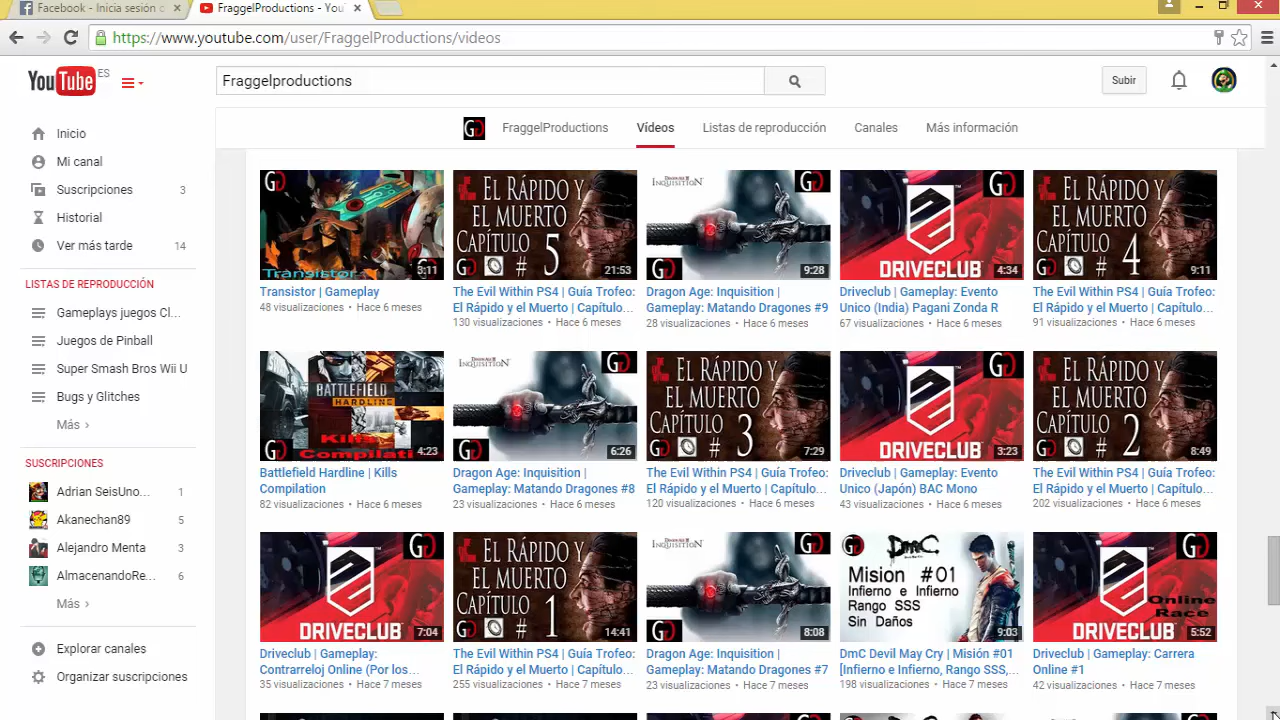 Facebook - Inicia sesión o
FraggelProductions - You
https://www.youtube.com/user/FraggelProductions/videos
YouTube ES
Fraggelproductions
Subir
FraggelProductions
Vídeos
Listas de reproducción
Canales
Más información
Inicio
Mi canal
Suscripciones 3
Historial
Ver más tarde 14
LISTAS DE REPRODUCCIÓN
Gameplays juegos Cl...
Juegos de Pinball
Super Smash Bros Wii U
Bugs y Glitches
Más ›
SUSCRIPCIONES
Adrian SeisUno... 1
Akanechan89 5
Alejandro Menta 3
AlmacenandoRe... 6
Más ›
Explorar canales
Organizar suscripciones
Transistor
3:11
Transistor | Gameplay
48 visualizaciones • Hace 6 meses
EL RÁPIDO Y
EL MUERTO
CAPÍTULO
# 5
21:53
The Evil Within PS4 | Guía Trofeo:
El Rápido y el Muerto | Capítulo...
130 visualizaciones • Hace 6 meses
INQUISITION
9:28
Dragon Age: Inquisition |
Gameplay: Matando Dragones #9
28 visualizaciones • Hace 6 meses
DRIVECLUB
4:34
Driveclub | Gameplay: Evento
Unico (India) Pagani Zonda R
67 visualizaciones • Hace 6 meses
EL RÁPIDO Y
EL MUERTO
CAPÍTULO
# 4
9:11
The Evil Within PS4 | Guía Trofeo:
El Rápido y el Muerto | Capítulo...
91 visualizaciones • Hace 6 meses
BATTLEFIELD
HARDLINE
Kills
Compilati
4:23
Battlefield Hardline | Kills
Compilation
82 visualizaciones • Hace 6 meses
INQUISITION
6:26
Dragon Age: Inquisition |
Gameplay: Matando Dragones #8
23 visualizaciones • Hace 6 meses
EL RÁPIDO Y
EL MUERTO
CAPÍTULO
# 3
7:29
The Evil Within PS4 | Guía Trofeo:
El Rápido y el Muerto | Capítulo...
120 visualizaciones • Hace 6 meses
DRIVECLUB
3:23
Driveclub | Gameplay: Evento
Unico (Japón) BAC Mono
43 visualizaciones • Hace 6 meses
EL RÁPIDO Y
EL MUERTO
CAPÍTULO
# 2
8:49
The Evil Within PS4 | Guía Trofeo:
El Rápido y el Muerto | Capítulo...
202 visualizaciones • Hace 6 meses
DRIVECLUB
7:04
Driveclub | Gameplay:
Contrarreloj Online (Por los...
35 visualizaciones • Hace 7 meses
EL RÁPIDO Y
EL MUERTO
CAPÍTULO
# 1
14:41
The Evil Within PS4 | Guía Trofeo:
El Rápido y el Muerto | Capítulo...
255 visualizaciones • Hace 7 meses
INQUISITION
8:08
Dragon Age: Inquisition |
Gameplay: Matando Dragones #7
23 visualizaciones • Hace 7 meses
DmC
Mision #01
Infierno e Infierno
Rango SSS
Sin Daños
9:03
DmC Devil May Cry | Misión #01
[Infierno e Infierno, Rango SSS,...
198 visualizaciones • Hace 7 meses
Online
Race
DRIVECLUB
5:52
Driveclub | Gameplay: Carrera
Online #1
42 visualizaciones • Hace 7 meses